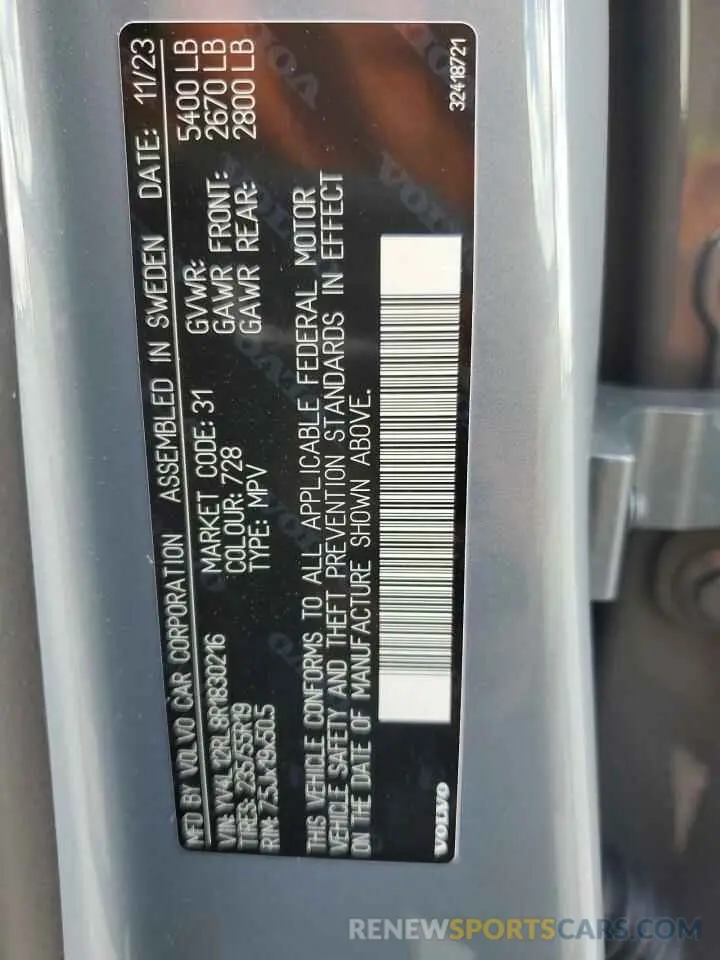 MFD BY VOLVO CAR CORPORATION ASSEMBLED IN SWEDEN DATE: 11/23
VIN: YV4L12RL9R1830216 MARKET CODE: 31 GVWR: 5400 LB
TIRES: 235/55R19 COLOUR: 728 GAWR FRONT: 2670 LB
RIM: 7.5Jx19x50.5 TYPE: MPV GAWR REAR: 2800 LB
THIS VEHICLE CONFORMS TO ALL APPLICABLE FEDERAL MOTOR
VEHICLE SAFETY AND THEFT PREVENTION STANDARDS IN EFFECT
ON THE DATE OF MANUFACTURE SHOWN ABOVE.
VOLVO 32418721
RENEWSPORTSCARS.COM